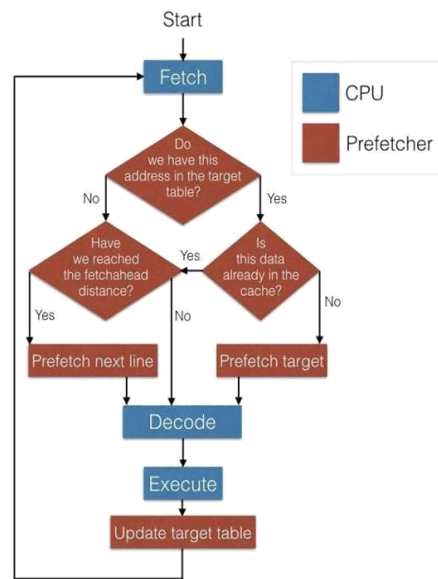 Start
Fetch
CPU
Prefetcher
Do
we have this
address in the target
table?
No
Yes
Have
we reached
the fetchahead
distance?
Yes
Is
this data
already in the
cache?
Yes
No
No
Prefetch next line
Prefetch target
Decode
Execute
Update target table